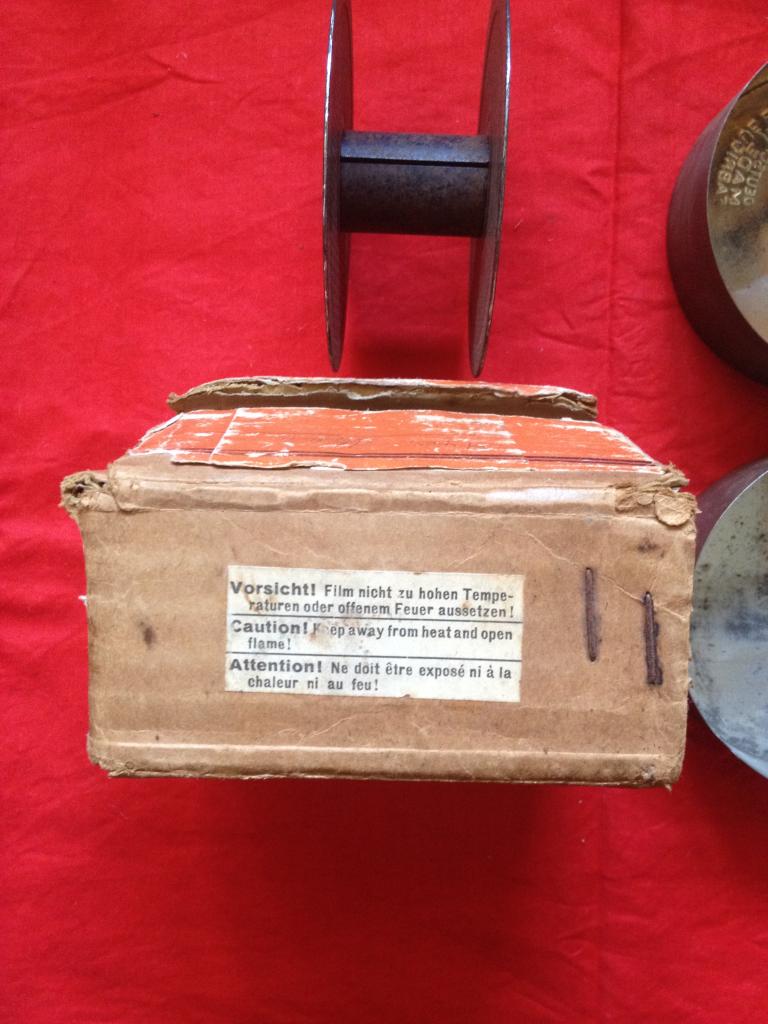 Vorsicht! Film nicht zu hohen Tempe-
raturen oder offenem Feuer aussetzen!
Caution! Keep away from heat and open
flame!
Attention! Ne doit être exposé ni à la
chaleur ni au feu!